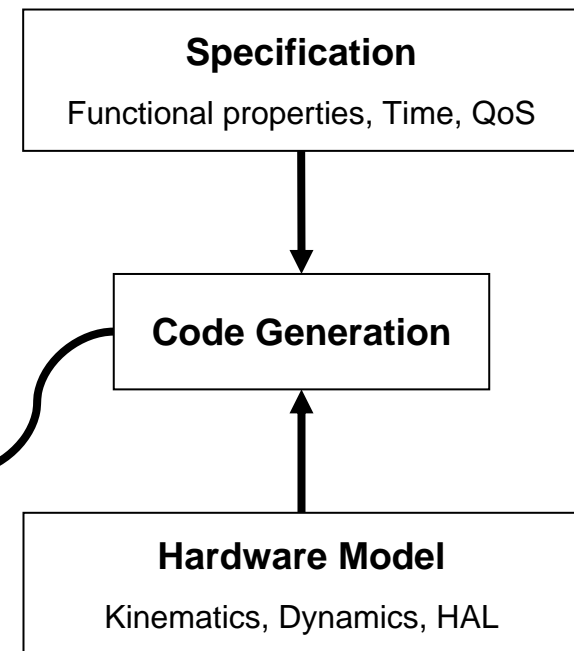 Specification
Functional properties, Time, QoS
Code Generation
Hardware Model
Kinematics, Dynamics, HAL